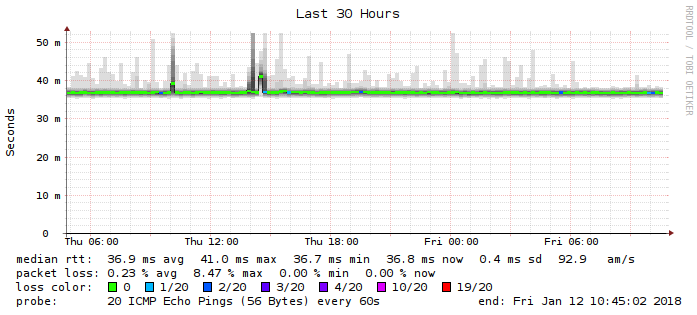 Last 30 Hours
RRDTOOL / TOBI OETIKER
Seconds
50 m
40 m
30 m
20 m
10 m
0
Thu 06:00 Thu 12:00 Thu 18:00 Fri 00:00 Fri 06:00
median rtt: 36.9 ms avg 41.0 ms max 36.7 ms min 36.8 ms now 0.4 ms sd 92.9 am/s
packet loss: 0.23 % avg 8.47 % max 0.00 % min 0.00 % now
loss color: 0 1/20 2/20 3/20 4/20 10/20 19/20
probe: 20 ICMP Echo Pings (56 Bytes) every 60s end: Fri Jan 12 10:45:02 2018